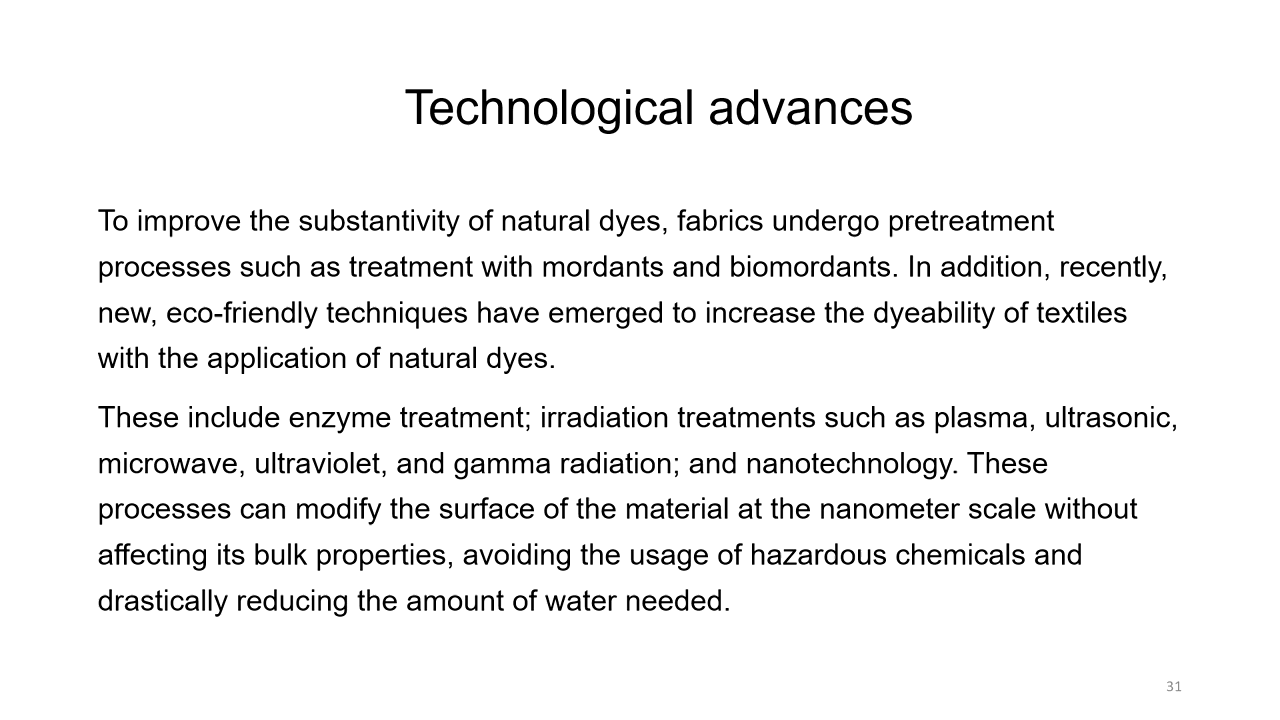 Technological advances
To improve the substantivity of natural dyes, fabrics undergo pretreatment
processes such as treatment with mordants and biomordants. In addition, recently,
new, eco-friendly techniques have emerged to increase the dyeability of textiles
with the application of natural dyes.
These include enzyme treatment; irradiation treatments such as plasma, ultrasonic,
microwave, ultraviolet, and gamma radiation; and nanotechnology. These
processes can modify the surface of the material at the nanometer scale without
affecting its bulk properties, avoiding the usage of hazardous chemicals and
drastically reducing the amount of water needed.
31